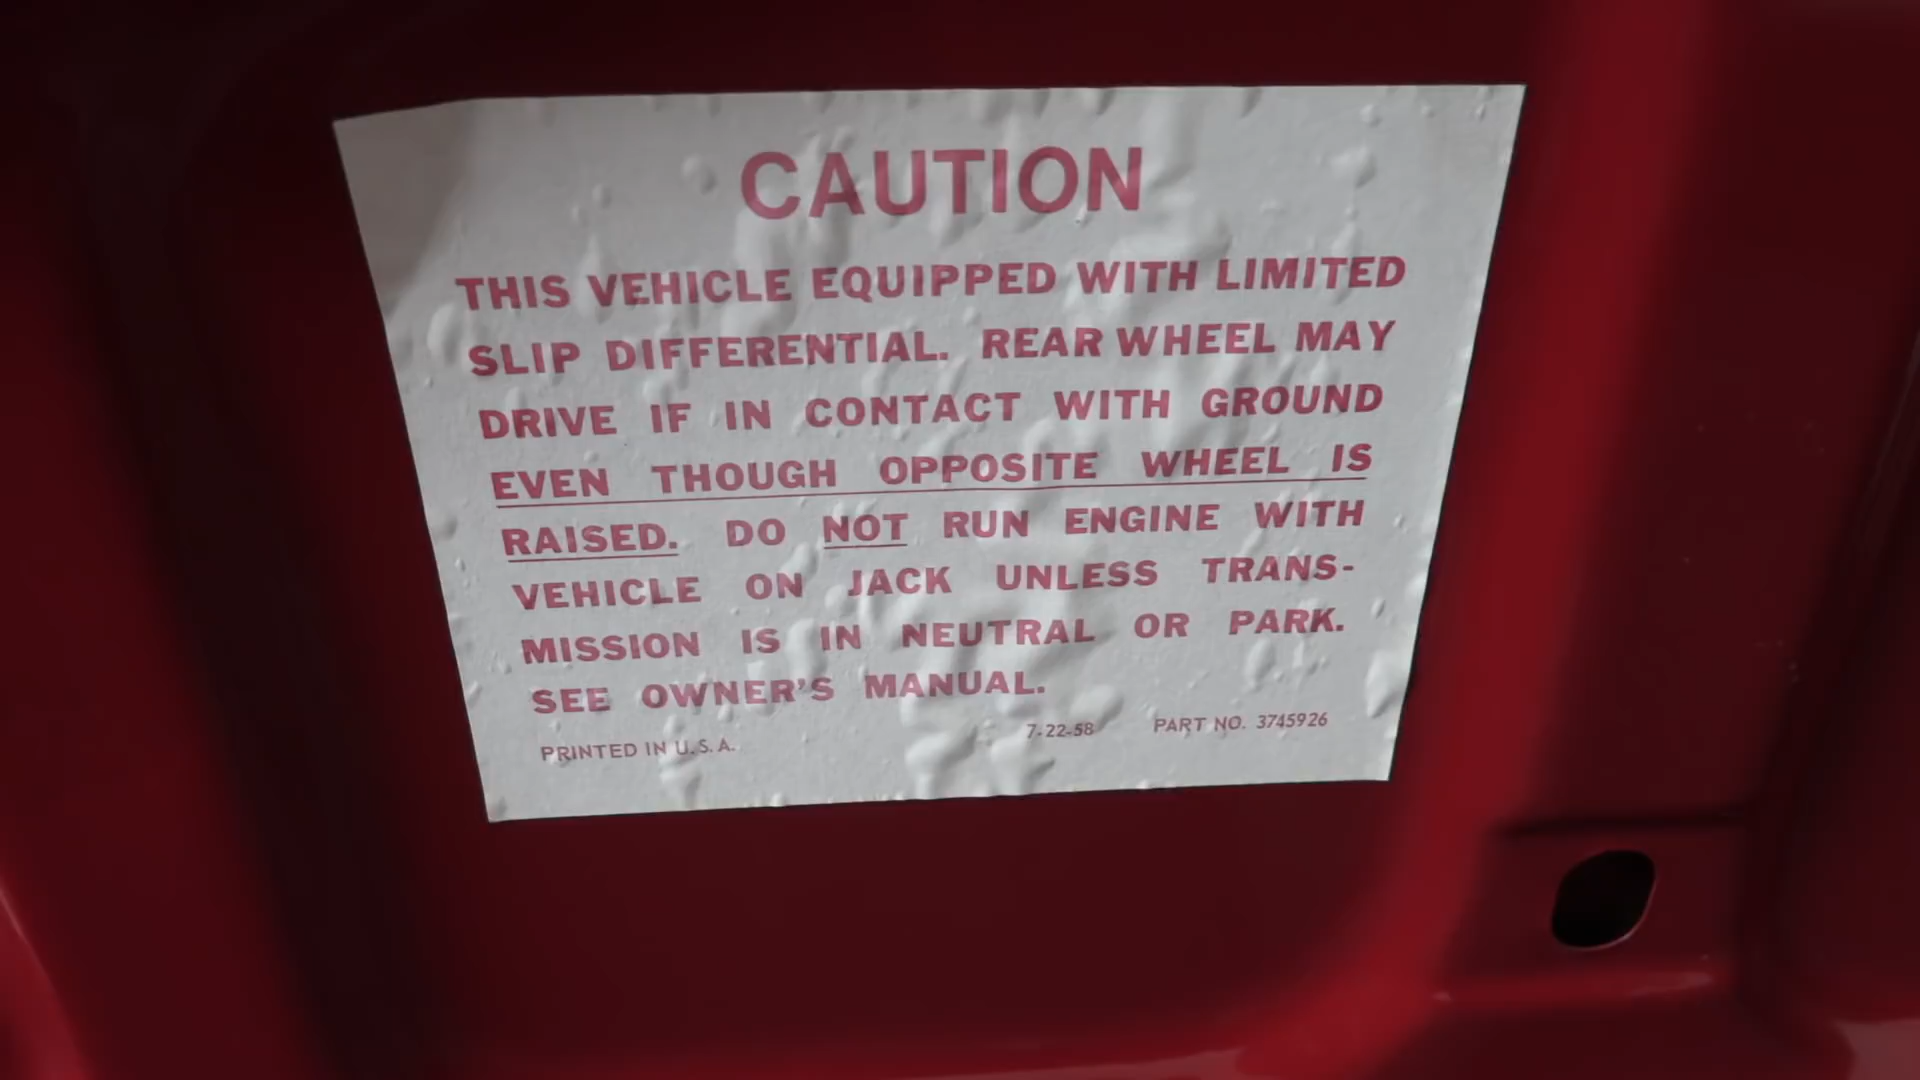 CAUTION
THIS VEHICLE EQUIPPED WITH LIMITED
SLIP DIFFERENTIAL. REAR WHEEL MAY
DRIVE IF IN CONTACT WITH GROUND
EVEN THOUGH OPPOSITE WHEEL IS
RAISED. DO NOT RUN ENGINE WITH
VEHICLE ON JACK UNLESS TRANS-
MISSION IS IN NEUTRAL OR PARK.
SEE OWNER'S MANUAL.
PRINTED IN U.S.A. 7-22-58 PART NO. 3745926